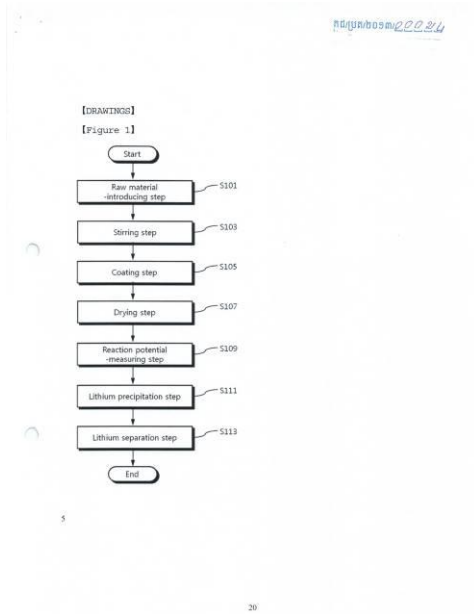 00024
【DRAWINGS】
【Figure 1】
Start
Raw material
-introducing step
S101
Stirring step
S103
Coating step
S105
Drying step
S107
Reaction potential
-measuring step
S109
Lithium precipitation step
S111
Lithium separation step
S113
End
5
20